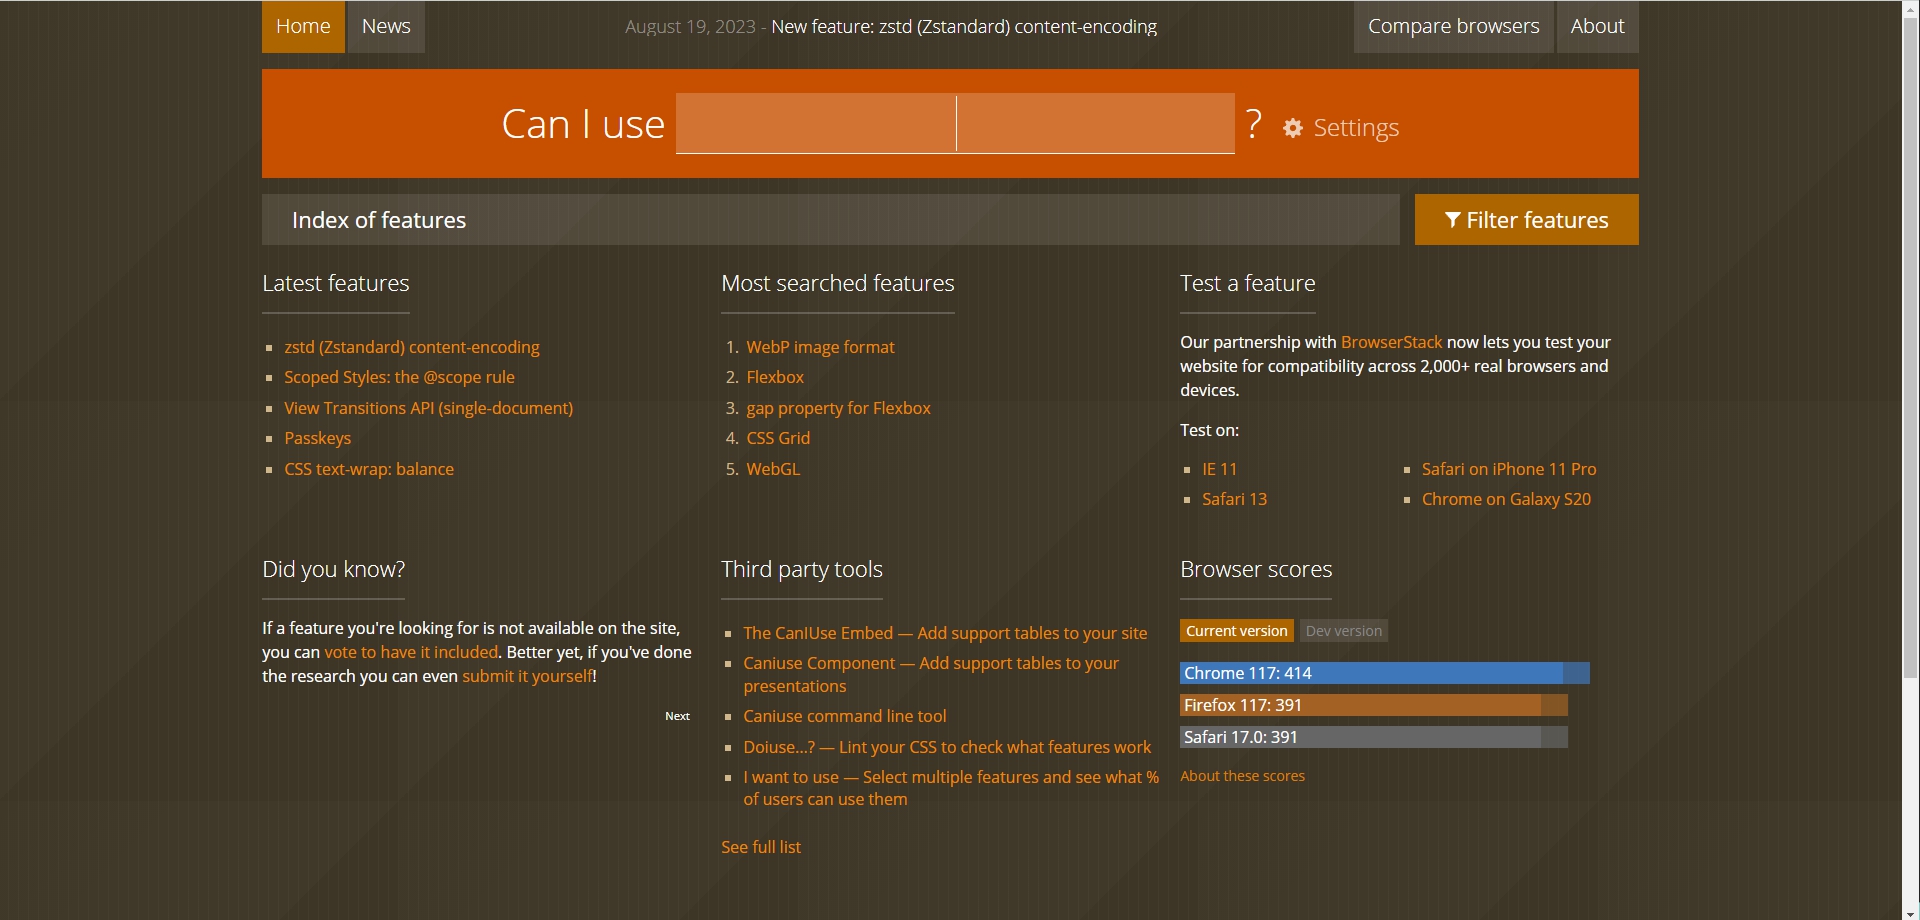 Home
News
August 19, 2023 - New feature: zstd (Zstandard) content-encoding
Compare browsers
About
Can I use
?
Settings
Index of features
Filter features
Latest features
zstd (Zstandard) content-encoding
Scoped Styles: the @scope rule
View Transitions API (single-document)
Passkeys
CSS text-wrap: balance
Most searched features
1. WebP image format
2. Flexbox
3. gap property for Flexbox
4. CSS Grid
5. WebGL
Test a feature
Our partnership with BrowserStack now lets you test your
website for compatibility across 2,000+ real browsers and
devices.
Test on:
IE 11
Safari 13
Safari on iPhone 11 Pro
Chrome on Galaxy S20
Did you know?
If a feature you're looking for is not available on the site,
you can vote to have it included. Better yet, if you've done
the research you can even submit it yourself!
Next
Third party tools
The CanIUse Embed — Add support tables to your site
Caniuse Component — Add support tables to your
presentations
Caniuse command line tool
Doiuse...? — Lint your CSS to check what features work
I want to use — Select multiple features and see what %
of users can use them
See full list
Browser scores
Current version
Dev version
Chrome 117: 414
Firefox 117: 391
Safari 17.0: 391
About these scores